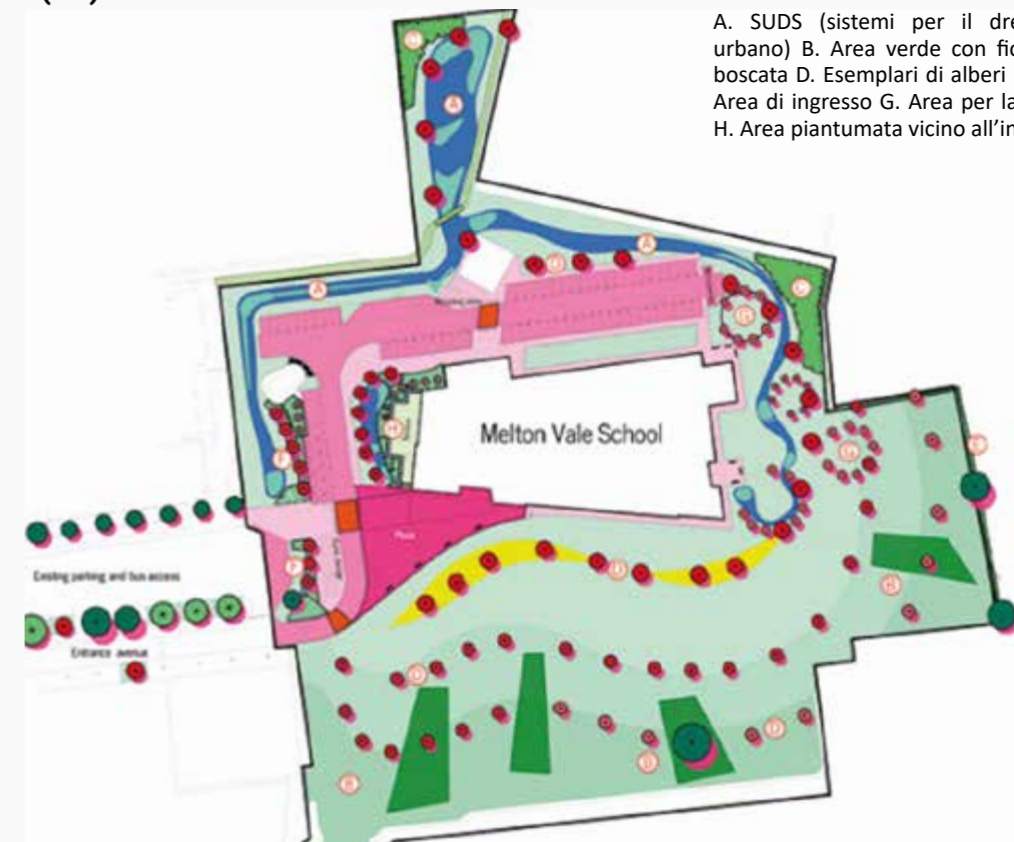 A. SUDS (sistemi per il dre
urbano) B. Area verde con fio
boscata D. Esemplari di alberi
Area di ingresso G. Area per la
H. Area piantumata vicino all'in
C
A
A
A
D
C
G
H
F
G
Melton Vale School
Plaza
F
Existing parking and bus access
Entrance avenue
D
B
D
D
B